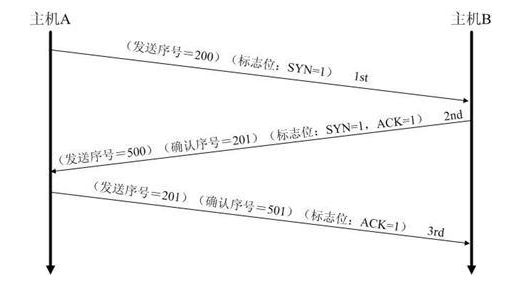 主机A
主机B
(发送序号=200)(标志位: SYN=1) 1st
2nd
(发送序号=500)(确认序号=201)(标志位: SYN=1, ACK=1)
(发送序号=201)(确认序号=501)(标志位: ACK=1) 3rd